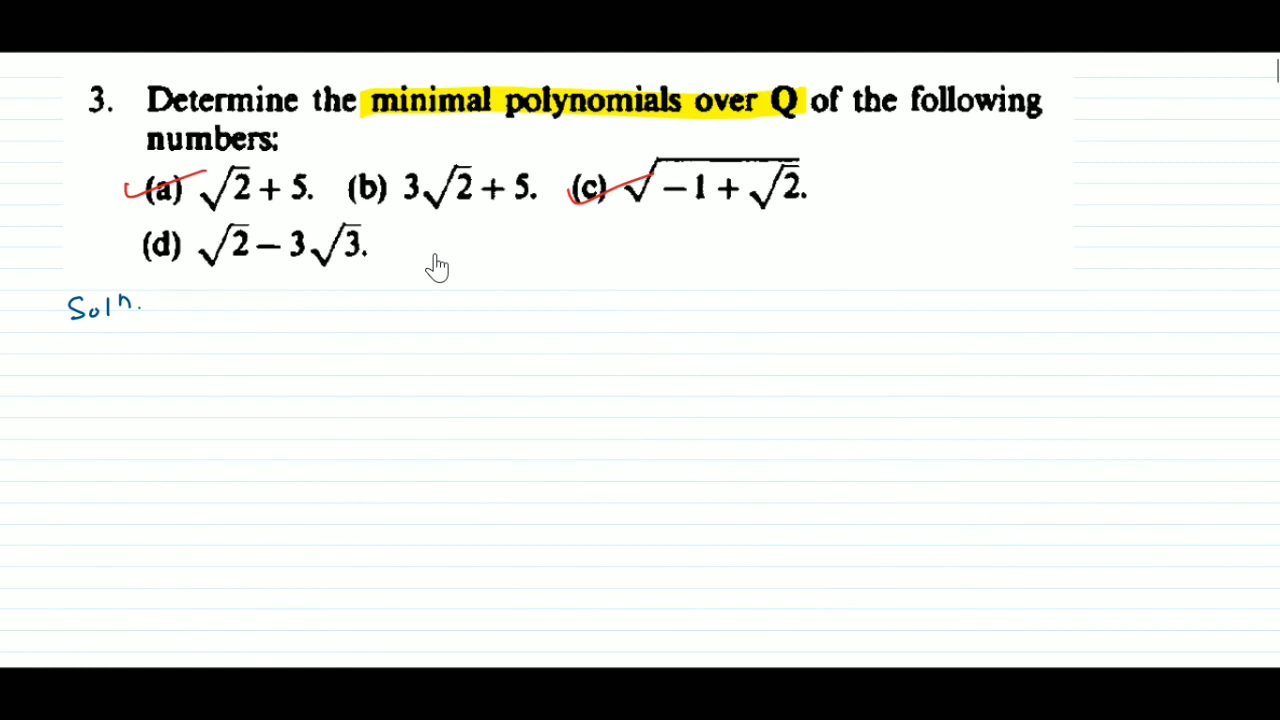 3. Determine the minimal polynomials over Q of the following
numbers:
(a) √2 + 5. (b) 3√2 + 5. (c) √(−1 + √2).
(d) √2 − 3√3.
Solⁿ.